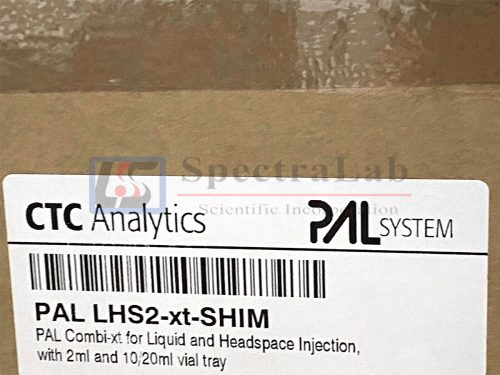 SpectraLab
Scientific Incorporation
CTC Analytics
PAL SYSTEM
PAL LHS2-xt-SHIM
PAL Combi-xt for Liquid and Headspace Injection,
with 2ml and 10/20ml vial tray